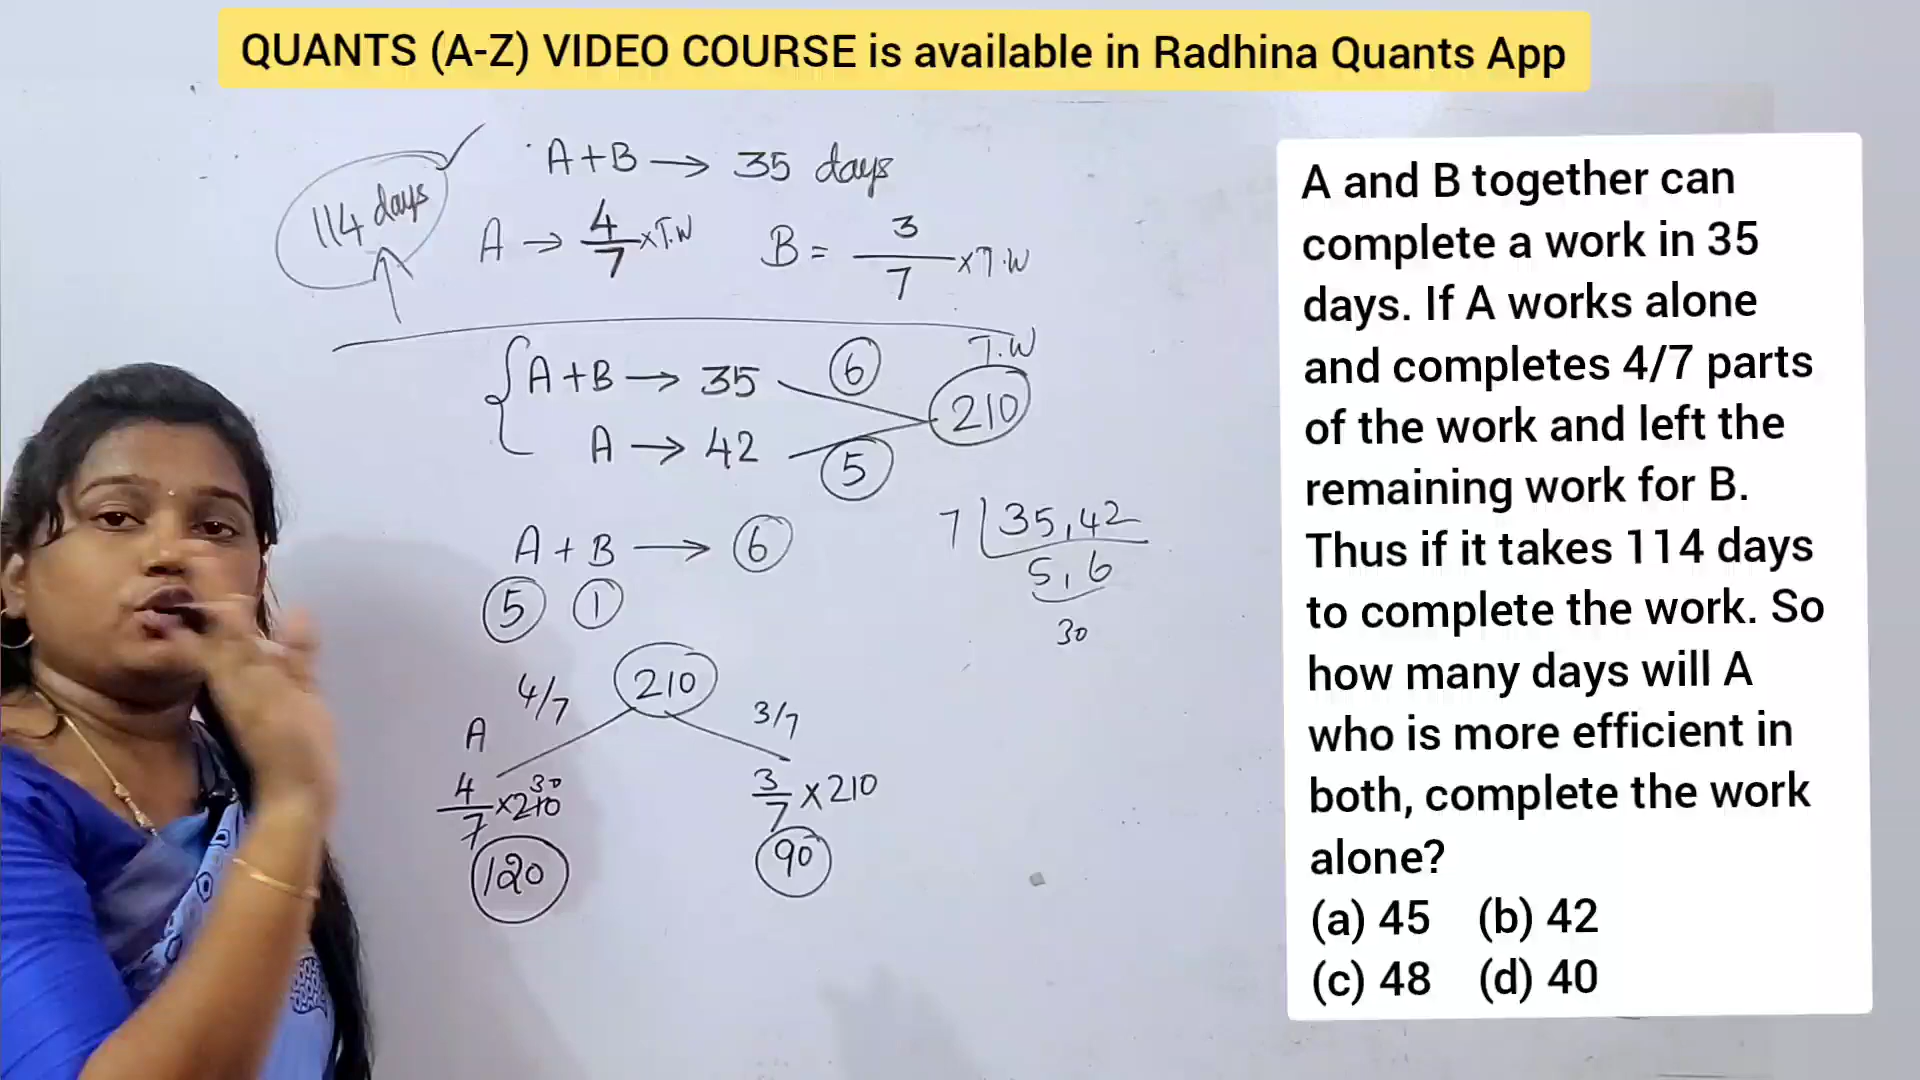 QUANTS (A-Z) VIDEO COURSE is available in Radhina Quants App
114 days
A+B → 35 days
A → 4/7 ×T.W
B = 3/7 ×T.W
T.W
A+B → 35 6
210
A → 42 5
7 35,42
5,6
30
A + B → 6
5 1
210
4/7 3/7
A
4/7 ×210 30
3/7 ×210
120 90
A and B together can
complete a work in 35
days. If A works alone
and completes 4/7 parts
of the work and left the
remaining work for B.
Thus if it takes 114 days
to complete the work. So
how many days will A
who is more efficient in
both, complete the work
alone?
(a) 45 (b) 42
(c) 48 (d) 40